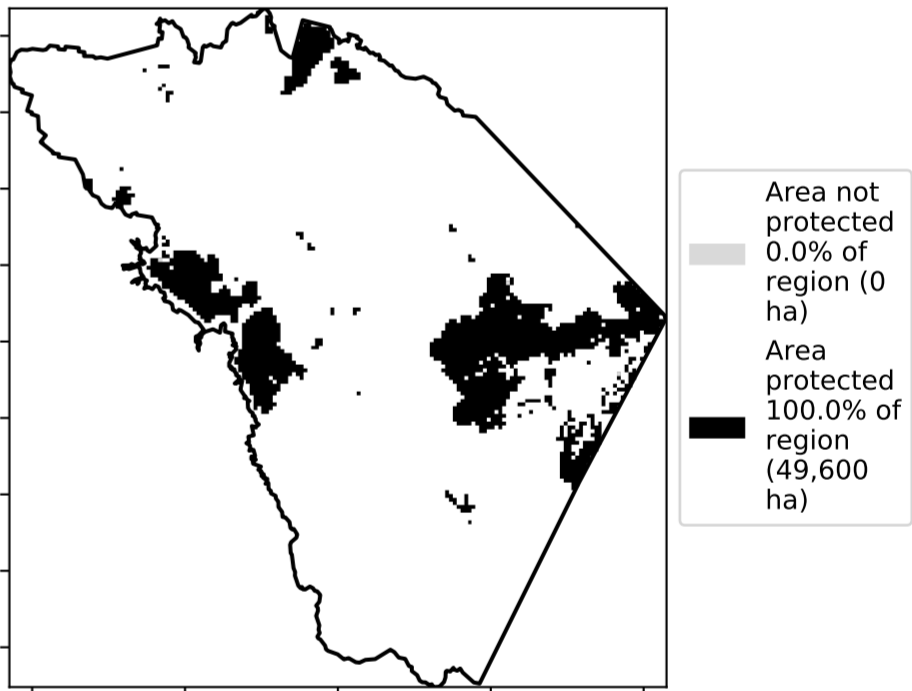 Area not
protected
0.0% of
region (0
ha)
Area
protected
100.0% of
region
(49,600
ha)